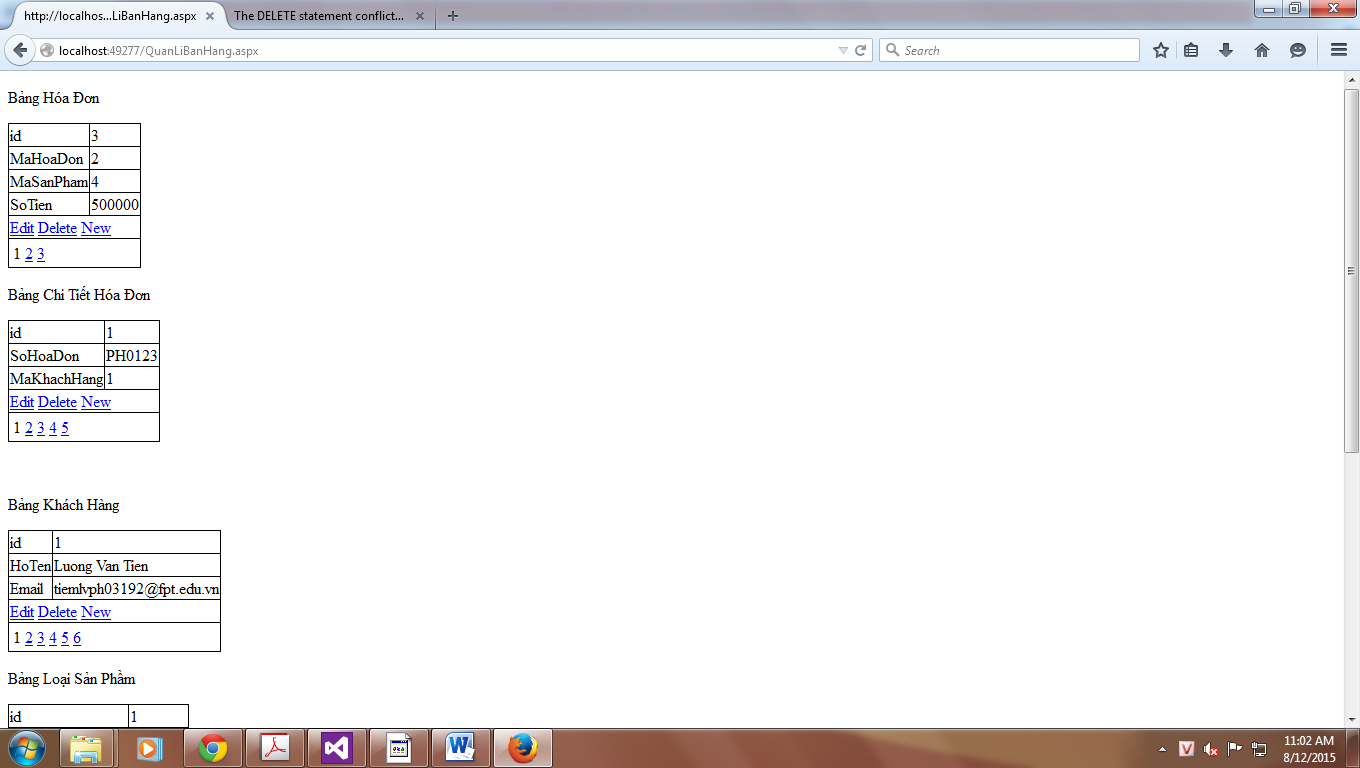 http://localhos...LiBanHang.aspx
The DELETE statement conflict...
localhost:49277/QuanLiBanHang.aspx
Search
Bảng Hóa Đơn
id 3
MaHoaDon 2
MaSanPham 4
SoTien 500000
Edit Delete New
1 2 3
Bảng Chi Tiết Hóa Đơn
id 1
SoHoaDon PH0123
MaKhachHang 1
Edit Delete New
1 2 3 4 5
Bảng Khách Hàng
id 1
HoTen Luong Van Tien
Email tiemlvph03192@fpt.edu.vn
Edit Delete New
1 2 3 4 5 6
Bảng Loại Sản Phầm
id 1
11:02 AM
8/12/2015